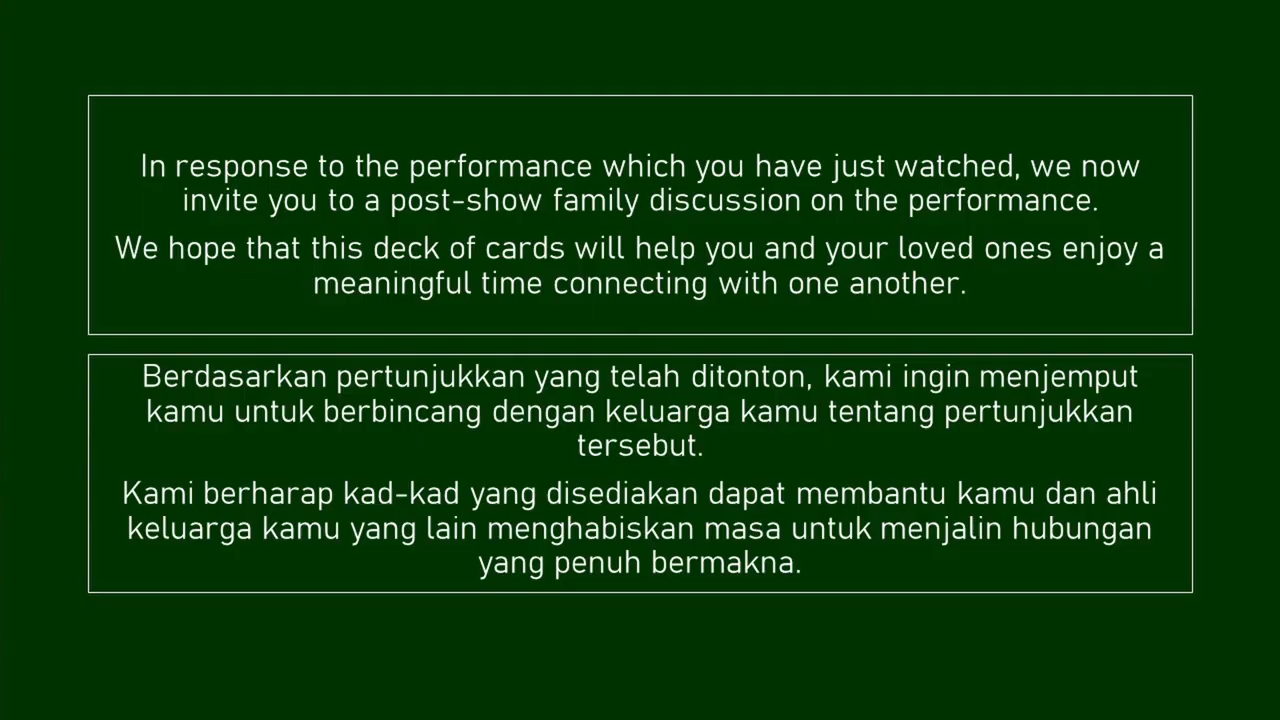 In response to the performance which you have just watched, we now
invite you to a post-show family discussion on the performance.
We hope that this deck of cards will help you and your loved ones enjoy a
meaningful time connecting with one another.
Berdasarkan pertunjukkan yang telah ditonton, kami ingin menjemput
kamu untuk berbincang dengan keluarga kamu tentang pertunjukkan
tersebut.
Kami berharap kad-kad yang disediakan dapat membantu kamu dan ahli
keluarga kamu yang lain menghabiskan masa untuk menjalin hubungan
yang penuh bermakna.